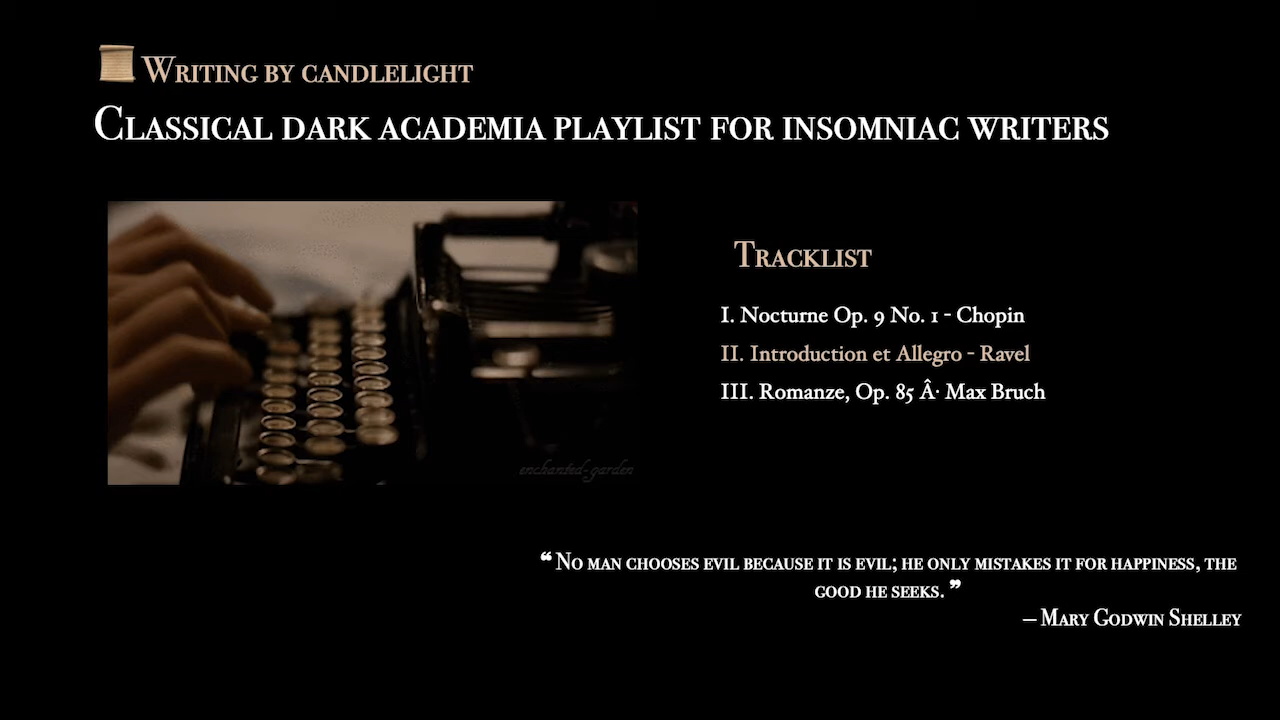 Writing by candlelight
Classical dark academia playlist for insomniac writers
Tracklist
I. Nocturne Op. 9 No. 1 - Chopin
II. Introduction et Allegro - Ravel
III. Romanze, Op. 85 Â· Max Bruch
enchanted-garden
❝ No man chooses evil because it is evil; he only mistakes it for happiness, the
good he seeks. ❞
— Mary Godwin Shelley